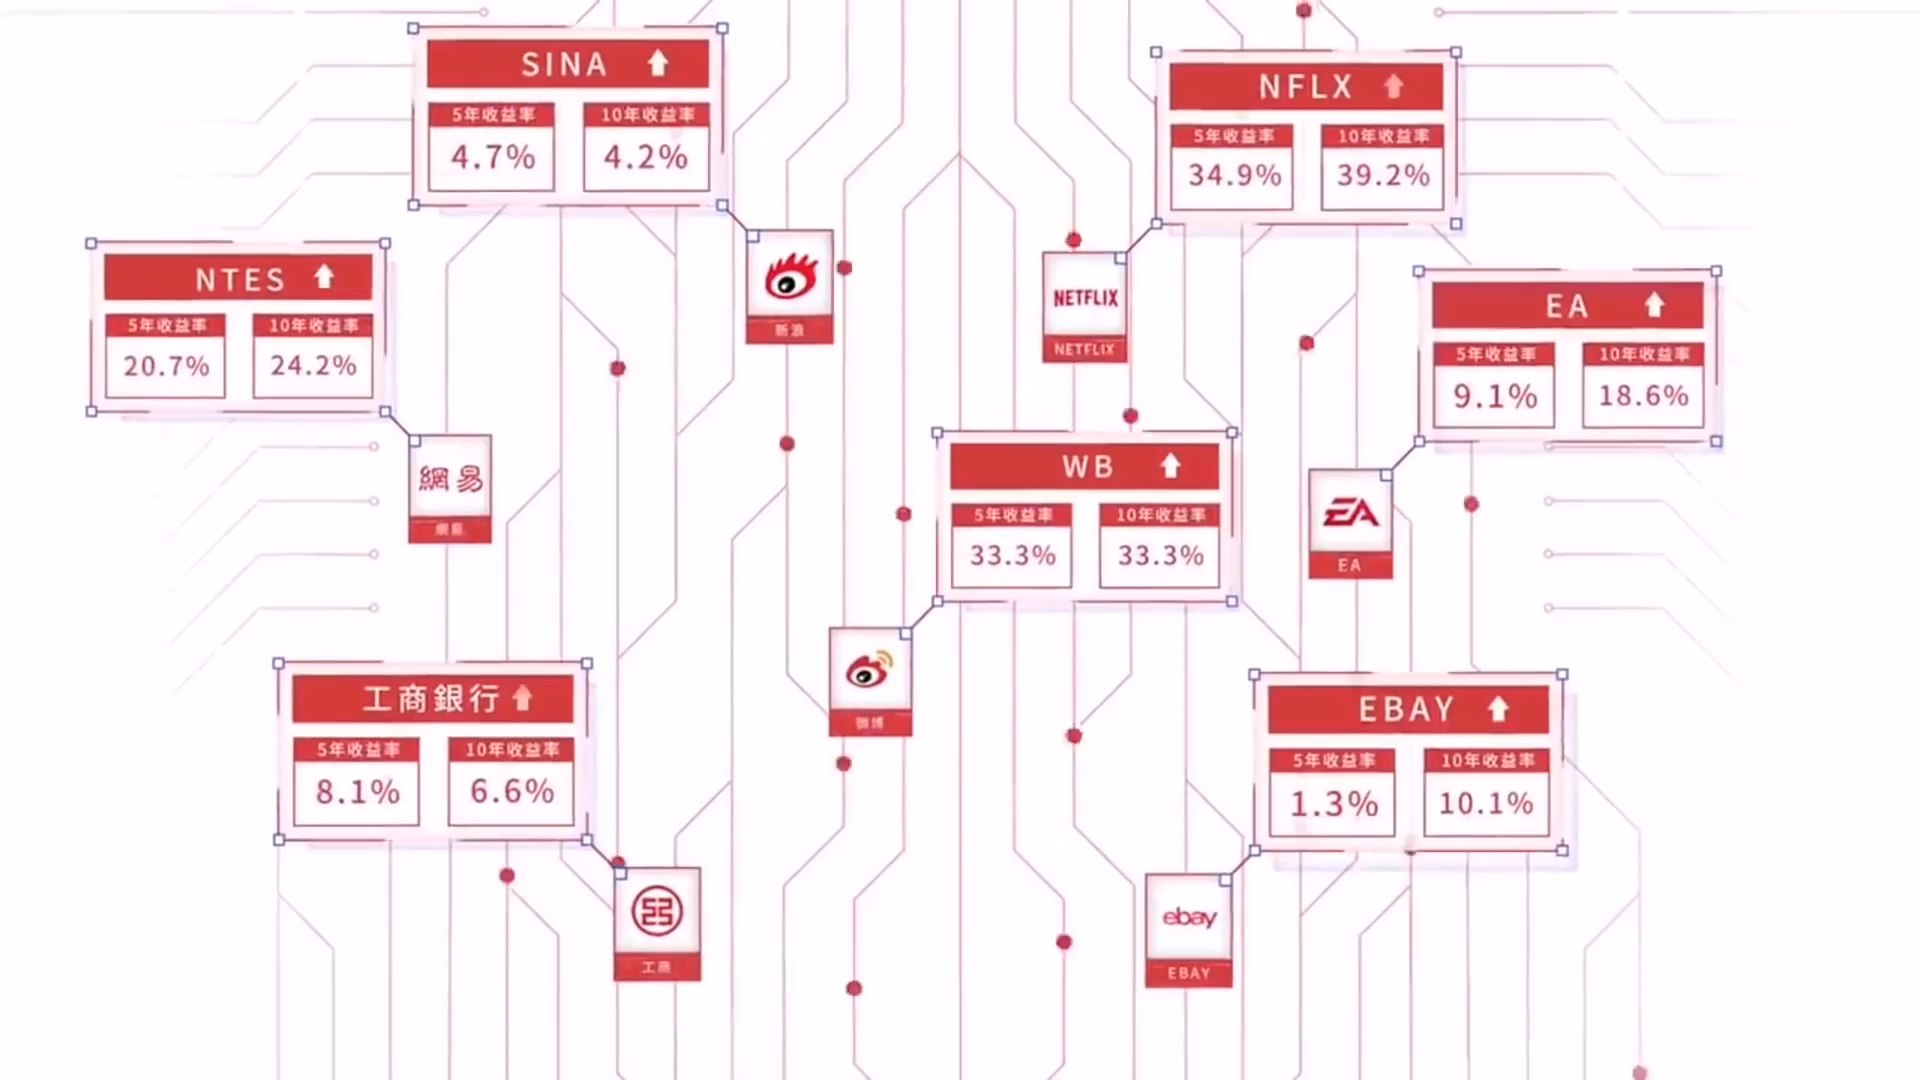 SINA
5年收益率 10年收益率
4.7% 4.2%
新浪
NFLX
5年收益率 10年收益率
34.9% 39.2%
NETFLIX
NETFLIX
NTES
5年收益率 10年收益率
20.7% 24.2%
網易
網易
EA
5年收益率 10年收益率
9.1% 18.6%
EA
EA
WB
5年收益率 10年收益率
33.3% 33.3%
微博
工商銀行
5年收益率 10年收益率
8.1% 6.6%
工商
EBAY
5年收益率 10年收益率
1.3% 10.1%
ebay
EBAY